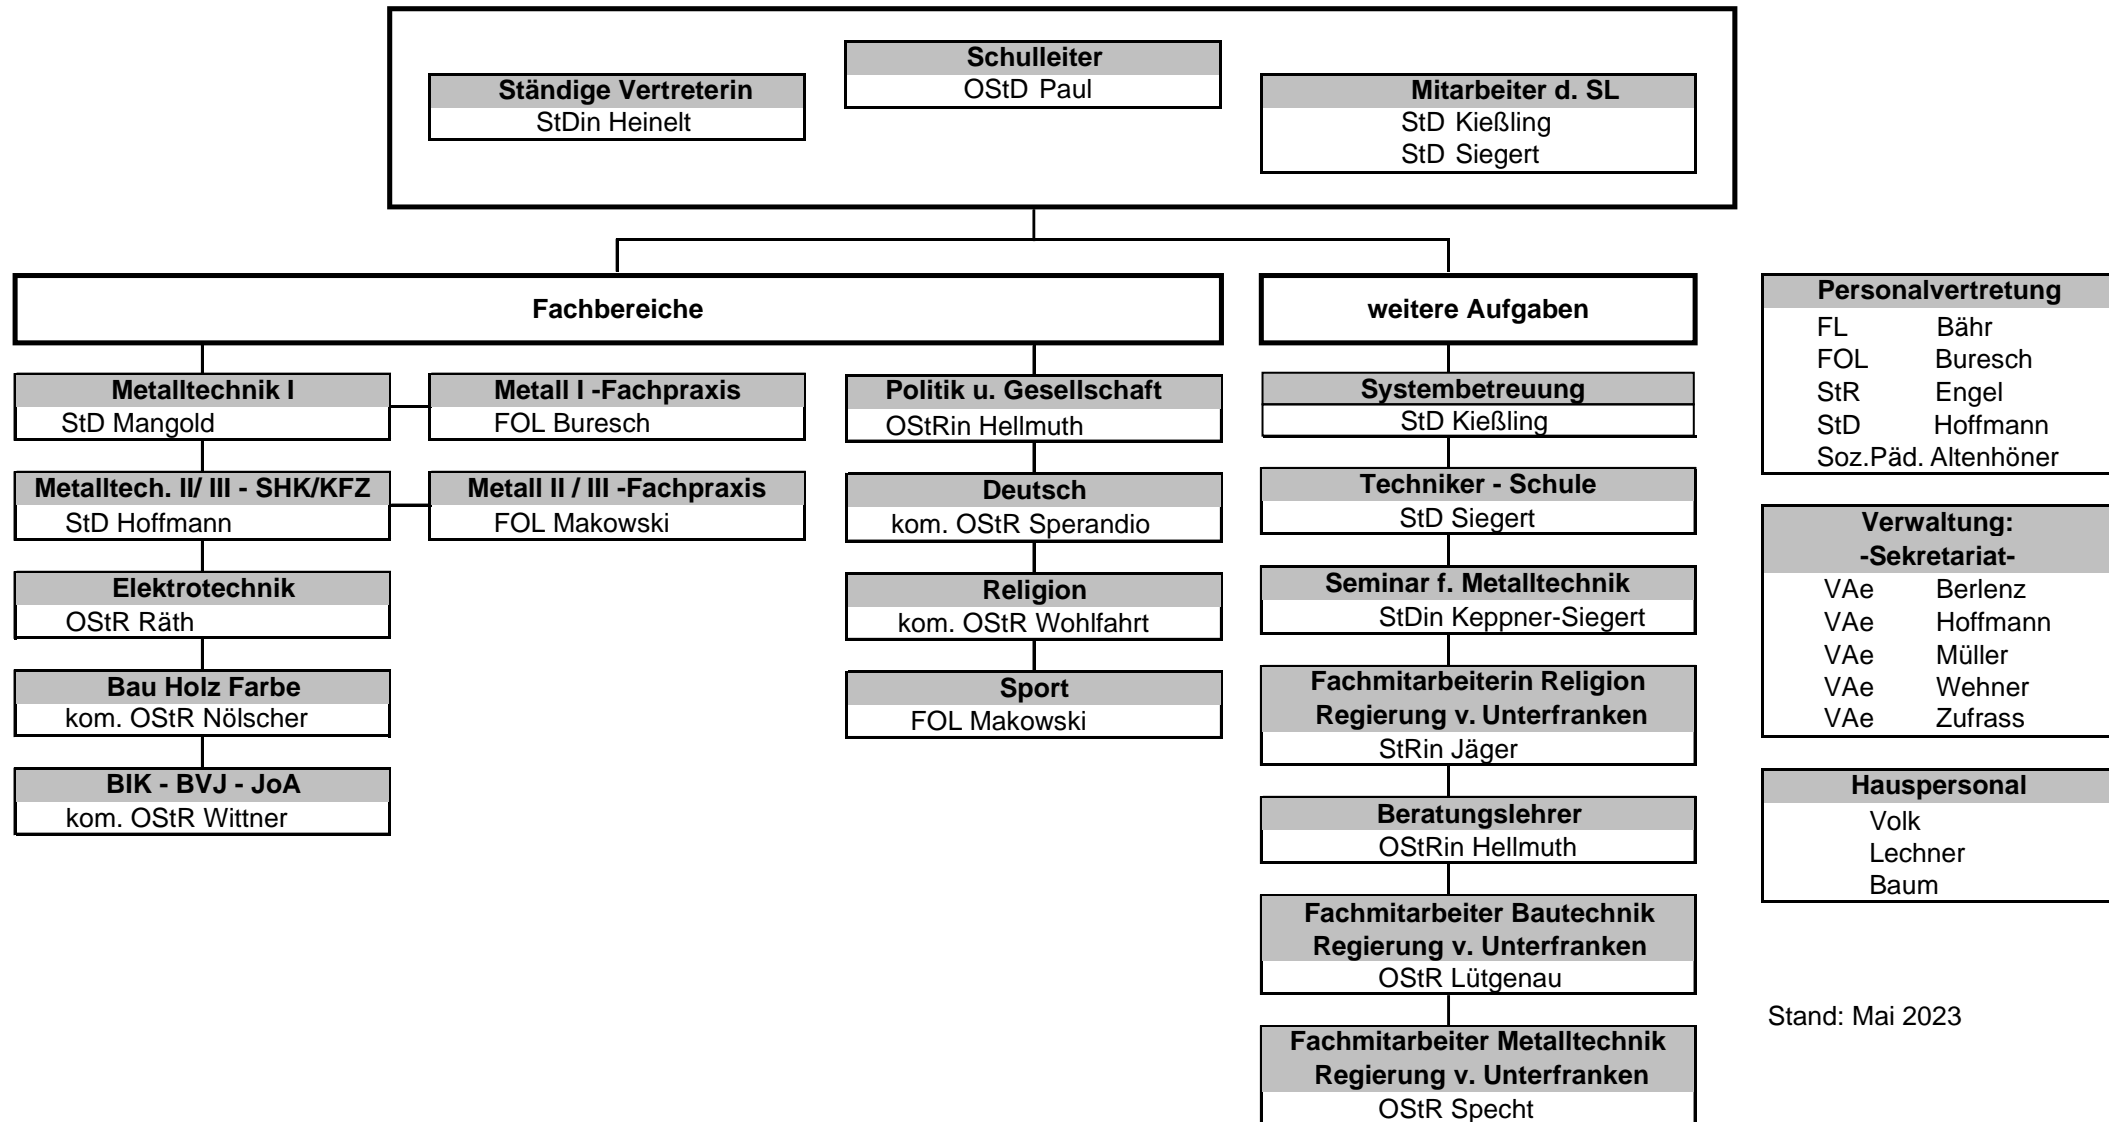 Schulleiter
OStD Paul
Ständige Vertreterin
StDin Heinelt
Mitarbeiter d. SL
StD Kießling
StD Siegert
Fachbereiche
Metalltechnik I
StD Mangold
Metall I -Fachpraxis
FOL Buresch
Metalltech. II/ III - SHK/KFZ
StD Hoffmann
Metall II / III -Fachpraxis
FOL Makowski
Elektrotechnik
OStR Räth
Bau Holz Farbe
kom. OStR Nölscher
BIK - BVJ - JoA
kom. OStR Wittner
Politik u. Gesellschaft
OStRin Hellmuth
Deutsch
kom. OStR Sperandio
Religion
kom. OStR Wohlfahrt
Sport
FOL Makowski
weitere Aufgaben
Systembetreuung
StD Kießling
Techniker - Schule
StD Siegert
Seminar f. Metalltechnik
StDin Keppner-Siegert
Fachmitarbeiterin Religion
Regierung v. Unterfranken
StRin Jäger
Beratungslehrer
OStRin Hellmuth
Fachmitarbeiter Bautechnik
Regierung v. Unterfranken
OStR Lütgenau
Fachmitarbeiter Metalltechnik
Regierung v. Unterfranken
OStR Specht
Personalvertretung
FL Bähr
FOL Buresch
StR Engel
StD Hoffmann
Soz.Päd. Altenhöner
Verwaltung:
-Sekretariat-
VAe Berlenz
VAe Hoffmann
VAe Müller
VAe Wehner
VAe Zufrass
Hauspersonal
Volk
Lechner
Baum
Stand: Mai 2023